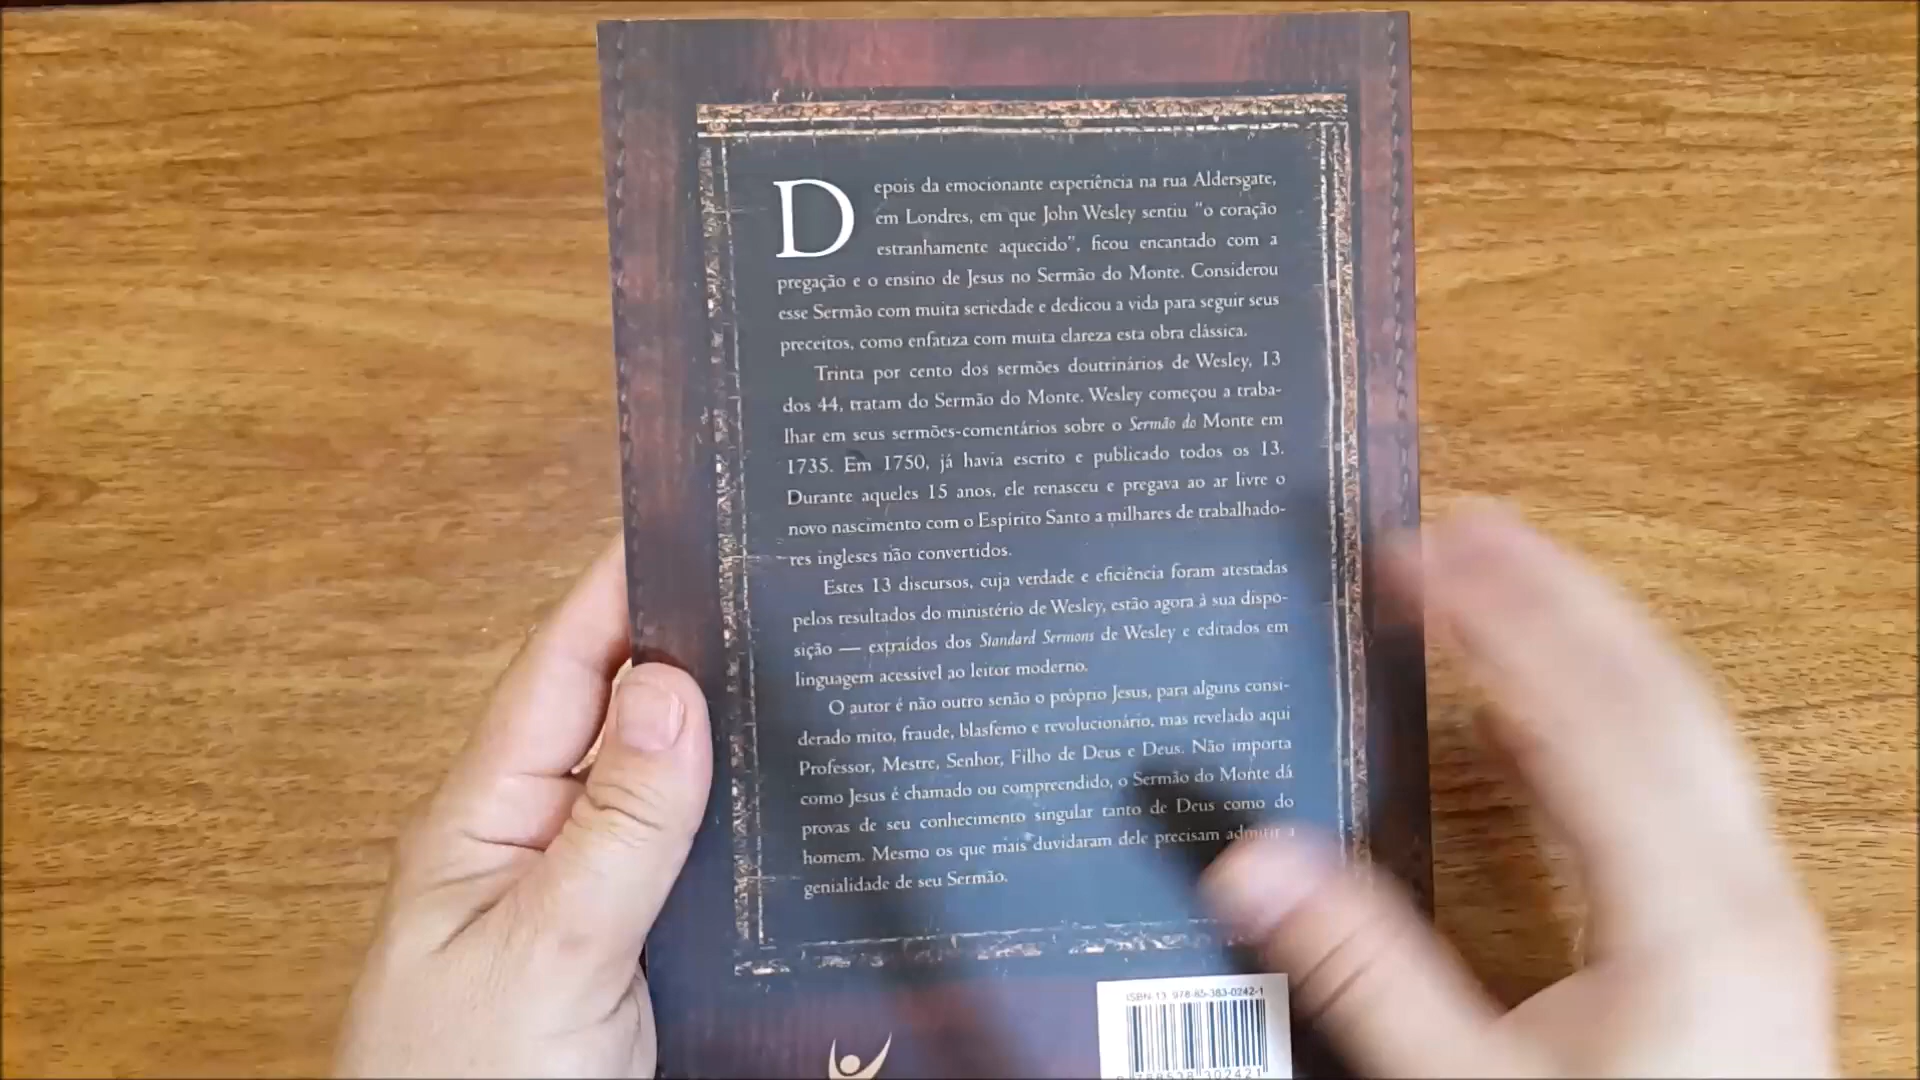 Depois da emocionante experiência na rua Aldersgate,
em Londres, em que John Wesley sentiu "o coração
estranhamente aquecido", ficou encantado com a
pregação e o ensino de Jesus no Sermão do Monte. Considerou
esse Sermão com muita seriedade e dedicou a vida para seguir seus
preceitos, como enfatiza com muita clareza esta obra clássica.
Trinta por cento dos sermões doutrinários de Wesley, 13
dos 44, tratam do Sermão do Monte. Wesley começou a traba-
lhar em seus sermões-comentários sobre o Sermão do Monte em
1735. Em 1750, já havia escrito e publicado todos os 13.
Durante aqueles 15 anos, ele renasceu e pregava ao ar livre o
novo nascimento com o Espírito Santo a milhares de trabalhado-
res ingleses não convertidos.
Estes 13 discursos, cuja verdade e eficiência foram atestadas
pelos resultados do ministério de Wesley, estão agora à sua dispo-
sição — extraídos dos Standard Sermons de Wesley e editados em
linguagem acessível ao leitor moderno.
O autor é não outro senão o próprio Jesus, para alguns consi-
derado mito, fraude, blasfemo e revolucionário, mas revelado aqui
Professor, Mestre, Senhor, Filho de Deus e Deus. Não importa
como Jesus é chamado ou compreendido, o Sermão do Monte dá
provas de seu conhecimento singular tanto de Deus como do
homem. Mesmo os que mais duvidaram dele precisam admitir a
genialidade de seu Sermão.
ISBN-13 978-85-383-0242-1